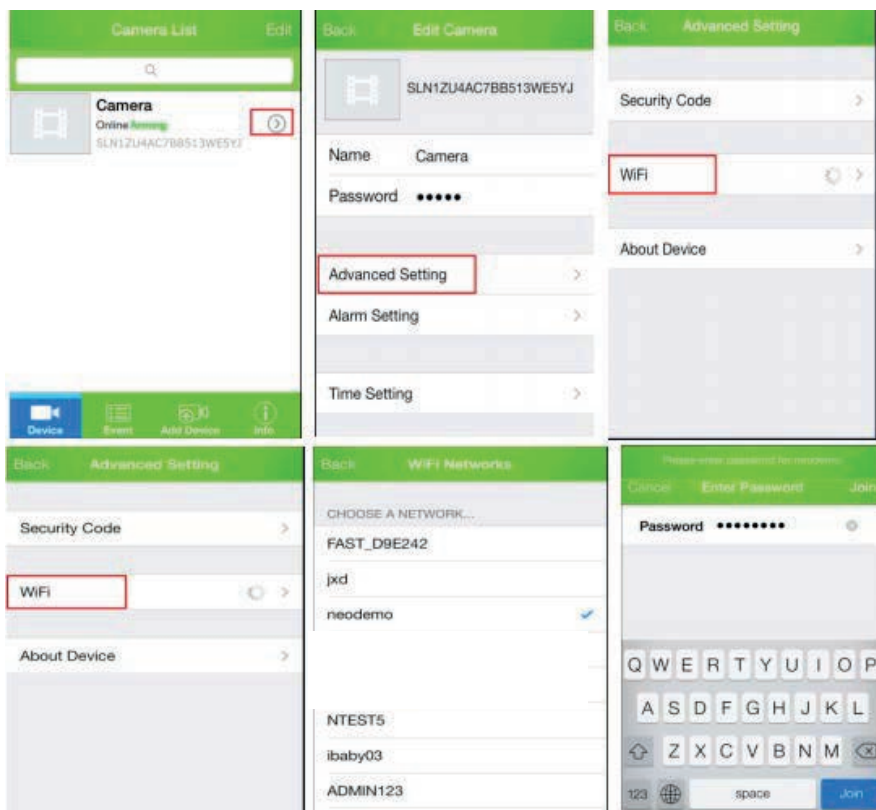 Camera List Edit
Camera
Online Arming
SLN1ZU4AC7BB513WE5YJ
Device Event Add Device Info
Back Edit Camera
SLN1ZU4AC7BB513WE5YJ
Name Camera
Password •••••
Advanced Setting
Alarm Setting
Time Setting
Back Advanced Setting
Security Code
WiFi
About Device
Back Advanced Setting
Security Code
WiFi
About Device
Back WiFi Networks
CHOOSE A NETWORK...
FAST_D9E242
jxd
neodemo
NTEST5
ibaby03
ADMIN123
Please enter password for neodemo
Cancel Enter Password Join
Password ••••••••
Q W E R T Y U I O P
A S D F G H J K L
Z X C V B N M
123 space Join